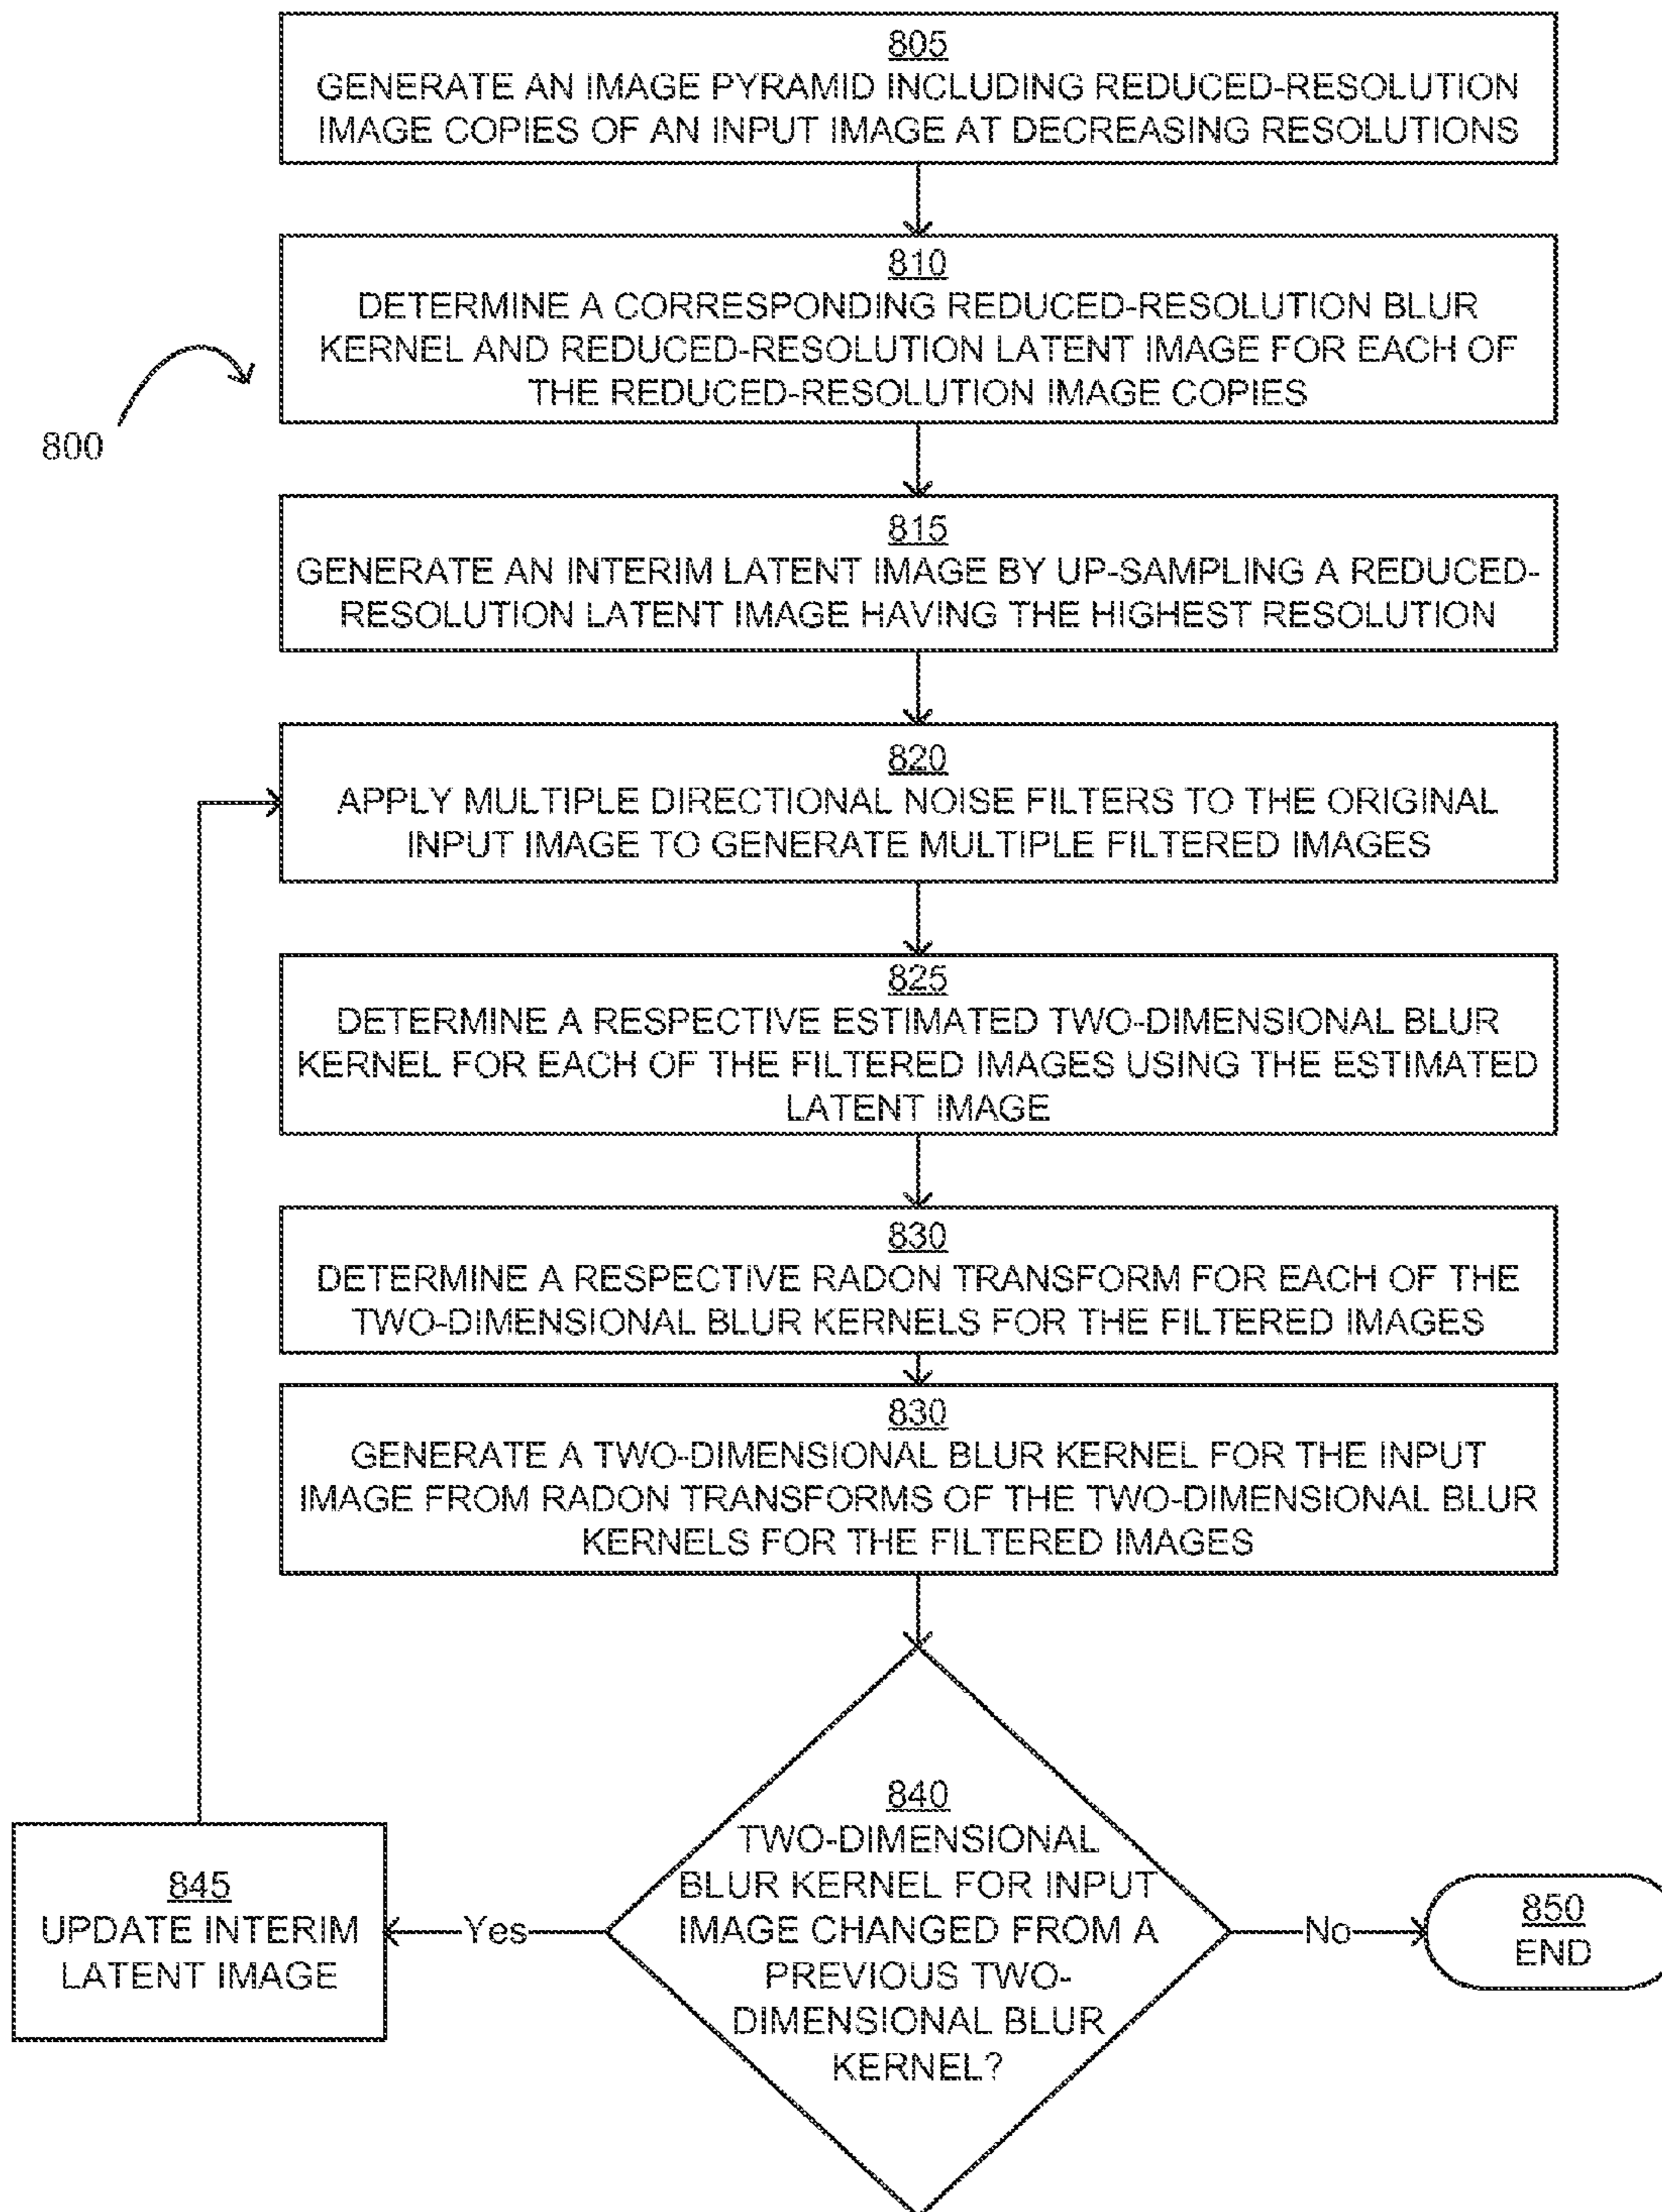 805
GENERATE AN IMAGE PYRAMID INCLUDING REDUCED-RESOLUTION
IMAGE COPIES OF AN INPUT IMAGE AT DECREASING RESOLUTIONS
810
DETERMINE A CORRESPONDING REDUCED-RESOLUTION BLUR
KERNEL AND REDUCED-RESOLUTION LATENT IMAGE FOR EACH OF
THE REDUCED-RESOLUTION IMAGE COPIES
800
815
GENERATE AN INTERIM LATENT IMAGE BY UP-SAMPLING A REDUCED-
RESOLUTION LATENT IMAGE HAVING THE HIGHEST RESOLUTION
820
APPLY MULTIPLE DIRECTIONAL NOISE FILTERS TO THE ORIGINAL
INPUT IMAGE TO GENERATE MULTIPLE FILTERED IMAGES
825
DETERMINE A RESPECTIVE ESTIMATED TWO-DIMENSIONAL BLUR
KERNEL FOR EACH OF THE FILTERED IMAGES USING THE ESTIMATED
LATENT IMAGE
830
DETERMINE A RESPECTIVE RADON TRANSFORM FOR EACH OF THE
TWO-DIMENSIONAL BLUR KERNELS FOR THE FILTERED IMAGES
830
GENERATE A TWO-DIMENSIONAL BLUR KERNEL FOR THE INPUT
IMAGE FROM RADON TRANSFORMS OF THE TWO-DIMENSIONAL BLUR
KERNELS FOR THE FILTERED IMAGES
840
TWO-DIMENSIONAL
BLUR KERNEL FOR INPUT
IMAGE CHANGED FROM A
PREVIOUS TWO-
DIMENSIONAL BLUR
KERNEL?
Yes
845
UPDATE INTERIM
LATENT IMAGE
No
850
END